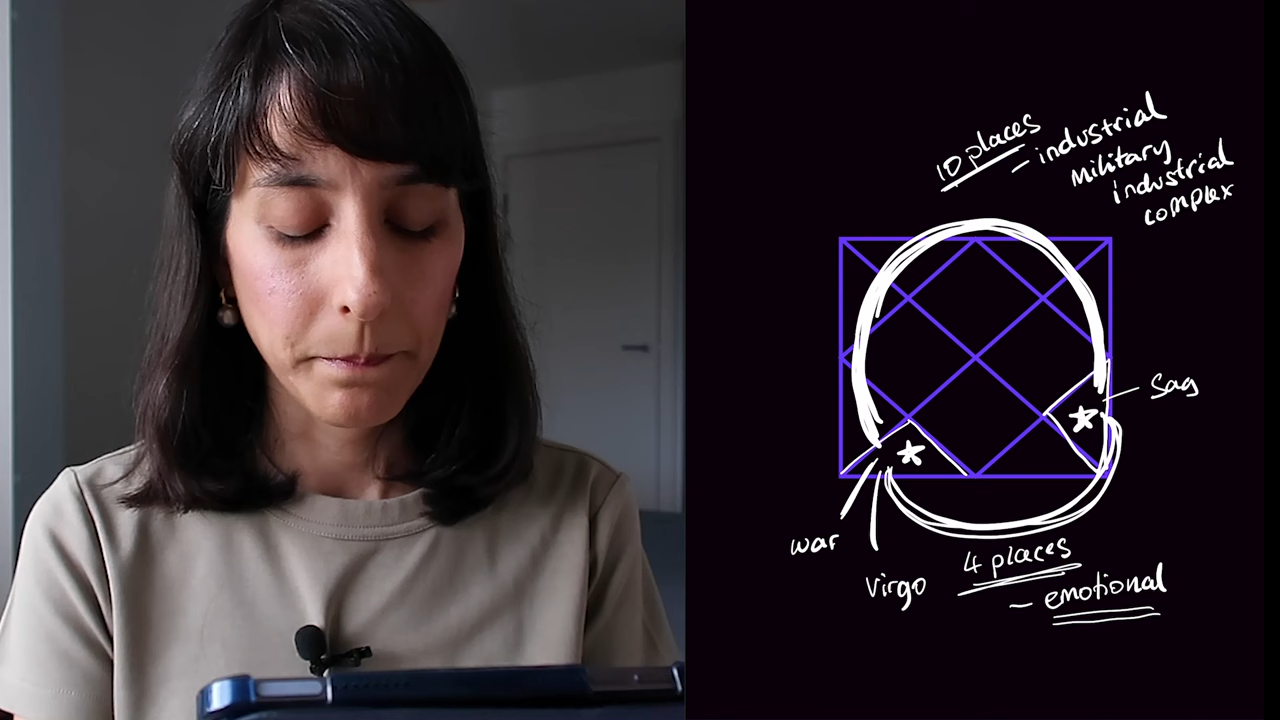 10 places
- industrial
military
industrial
complex
Sag
war
virgo
4 places
- emotional